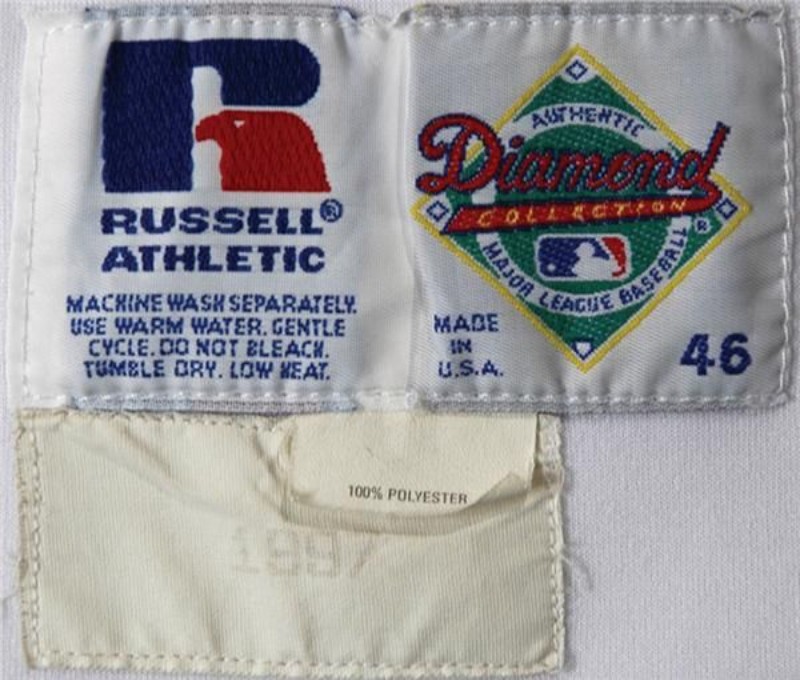 RUSSELL®
ATHLETIC
MACHINE WASH SEPARATELY.
USE WARM WATER. GENTLE
CYCLE. DO NOT BLEACH.
TUMBLE DRY. LOW HEAT.
AUTHENTIC
Diamond
COLLECTION
®
MAJOR LEAGUE BASEBALL
MADE
IN
U.S.A.
46
100% POLYESTER